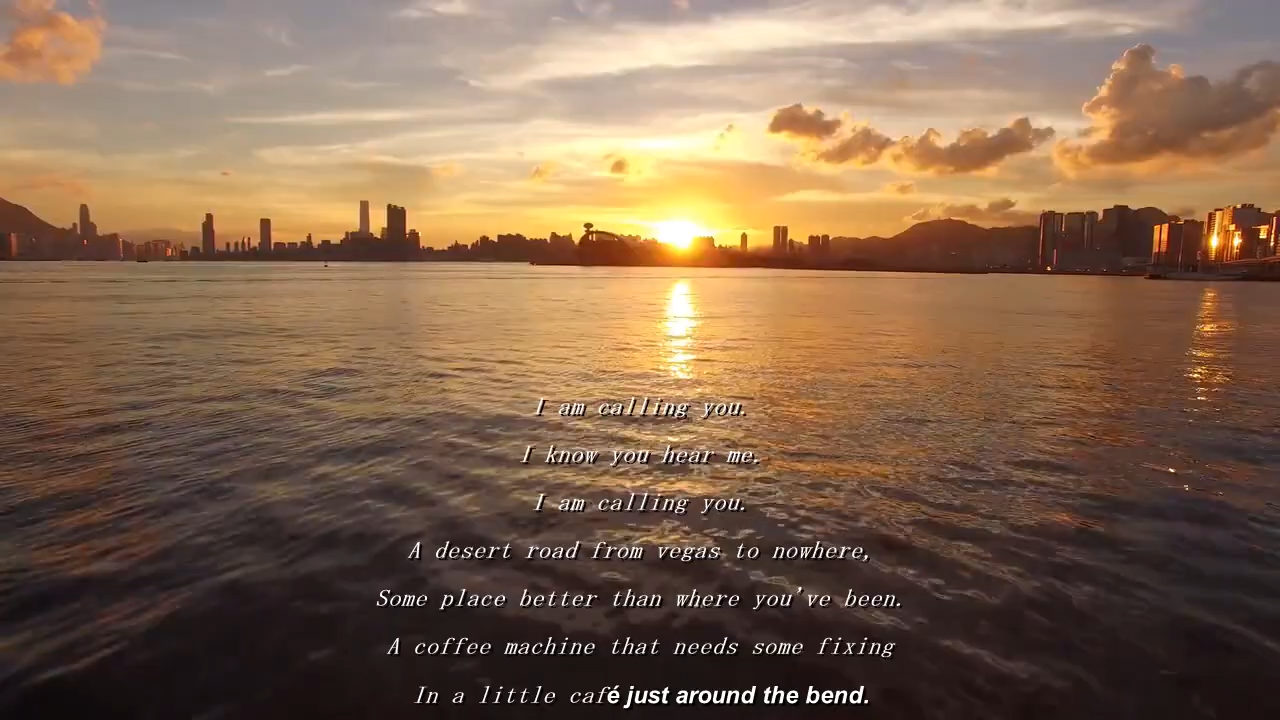 I am calling you.
I know you hear me.
I am calling you.
A desert road from vegas to nowhere,
Some place better than where you've been.
A coffee machine that needs some fixing
In a little café just around the bend.